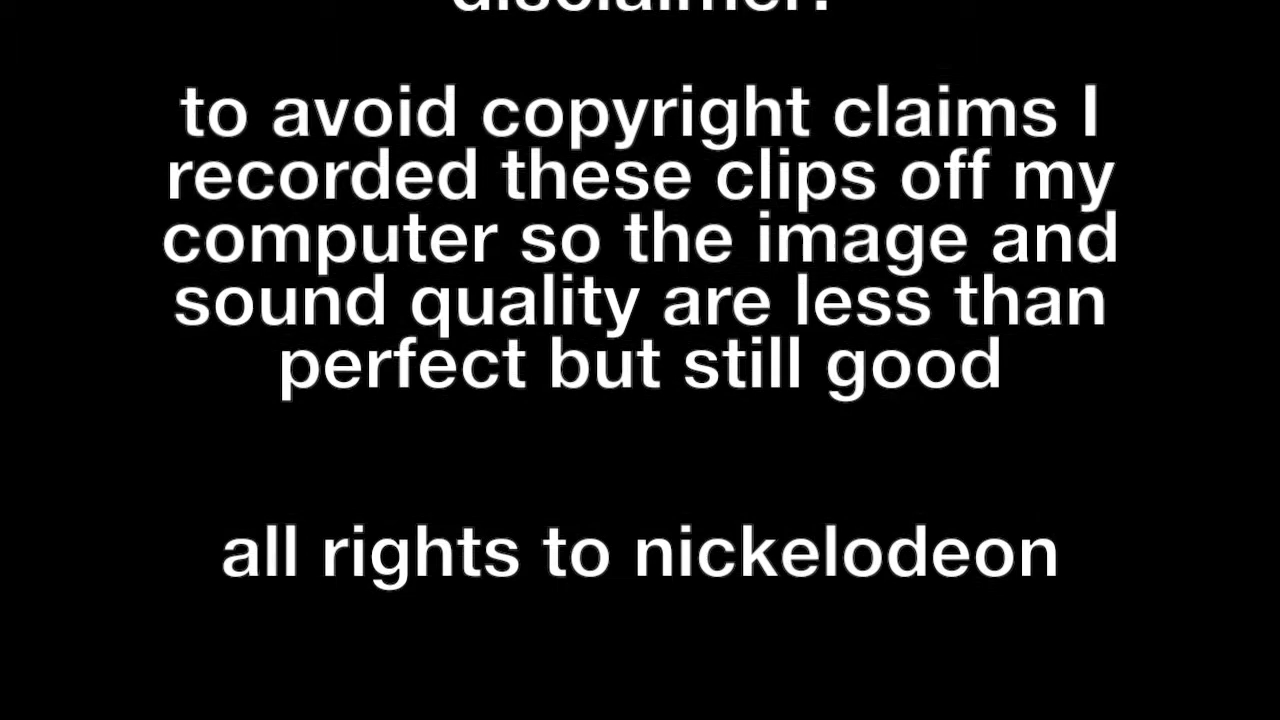 disclaimer!
to avoid copyright claims I
recorded these clips off my
computer so the image and
sound quality are less than
perfect but still good
all rights to nickelodeon